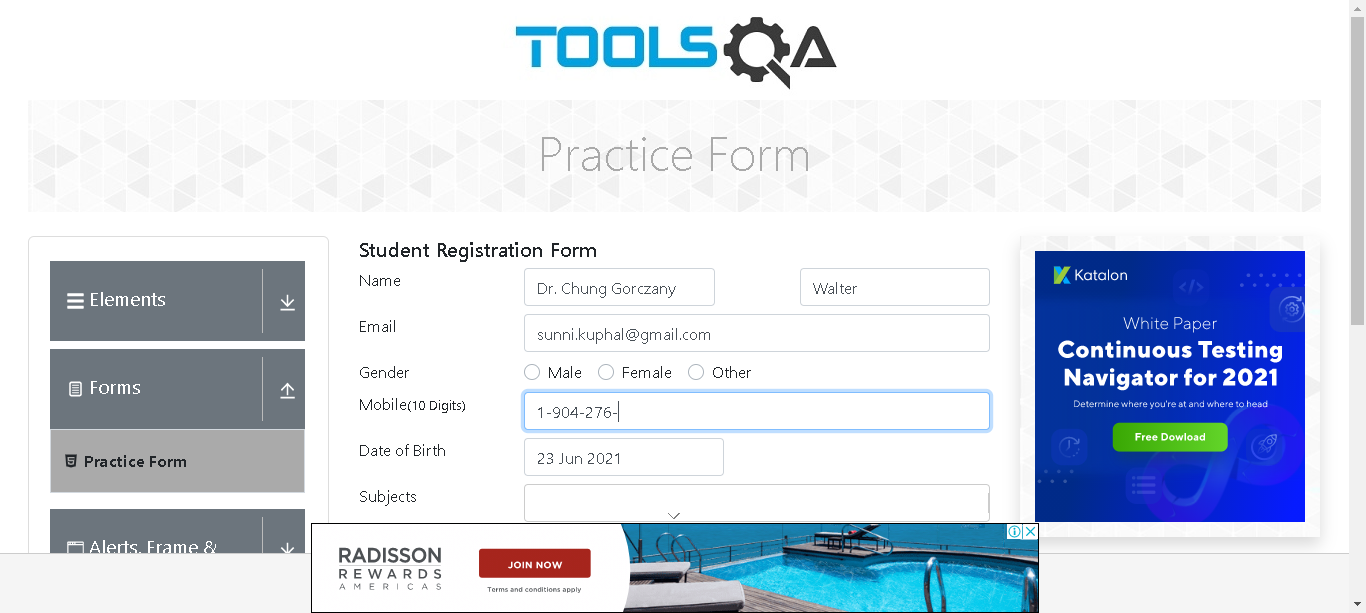 TOOLSQA
Practice Form
Elements
Forms
Practice Form
Alerts, Frame &
Student Registration Form
Name
Dr. Chung Gorczany
Walter
Email
sunni.kuphal@gmail.com
Gender
Male
Female
Other
Mobile(10 Digits)
1-904-276-
Date of Birth
23 Jun 2021
Subjects
Katalon
White Paper
Continuous Testing
Navigator for 2021
Determine where you're at and where to head
Free Dowload
RADISSON
REWARDS
AMERICAS
JOIN NOW
Terms and conditions apply